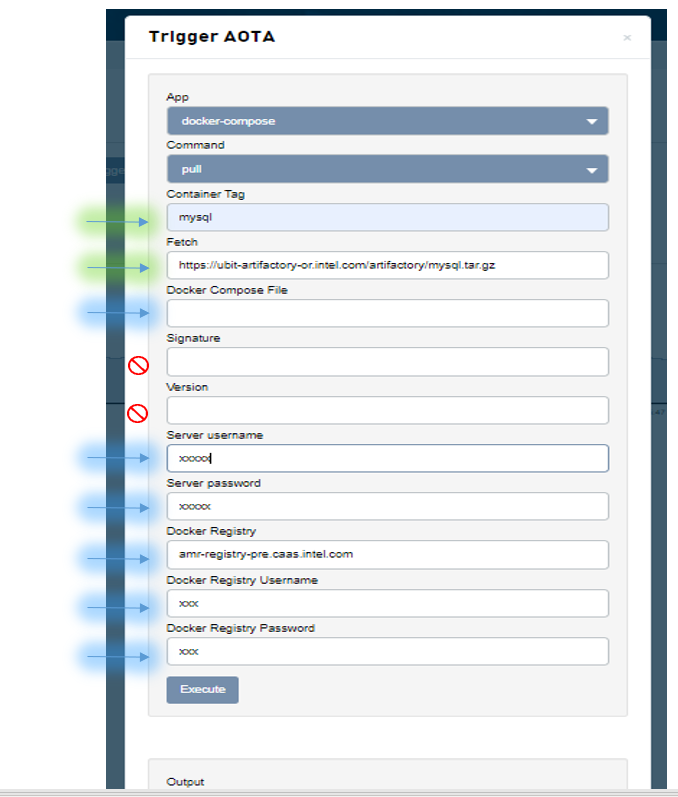 Trigger AOTA
×
App
docker-compose
Command
pull
Container Tag
mysql
Fetch
https://ubit-artifactory-or.intel.com/artifactory/mysql.tar.gz
Docker Compose File
Signature
Version
Server username
xxxxx
Server password
xxxxx
Docker Registry
amr-registry-pre.caas.intel.com
Docker Registry Username
xxx
Docker Registry Password
xxx
Execute
Output